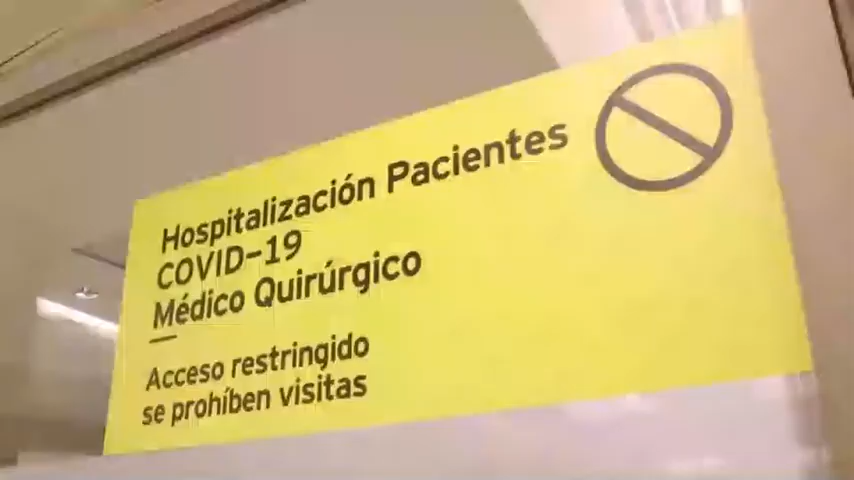 Hospitalización Pacientes
COVID-19
Médico Quirúrgico
Acceso restringido
se prohíben visitas